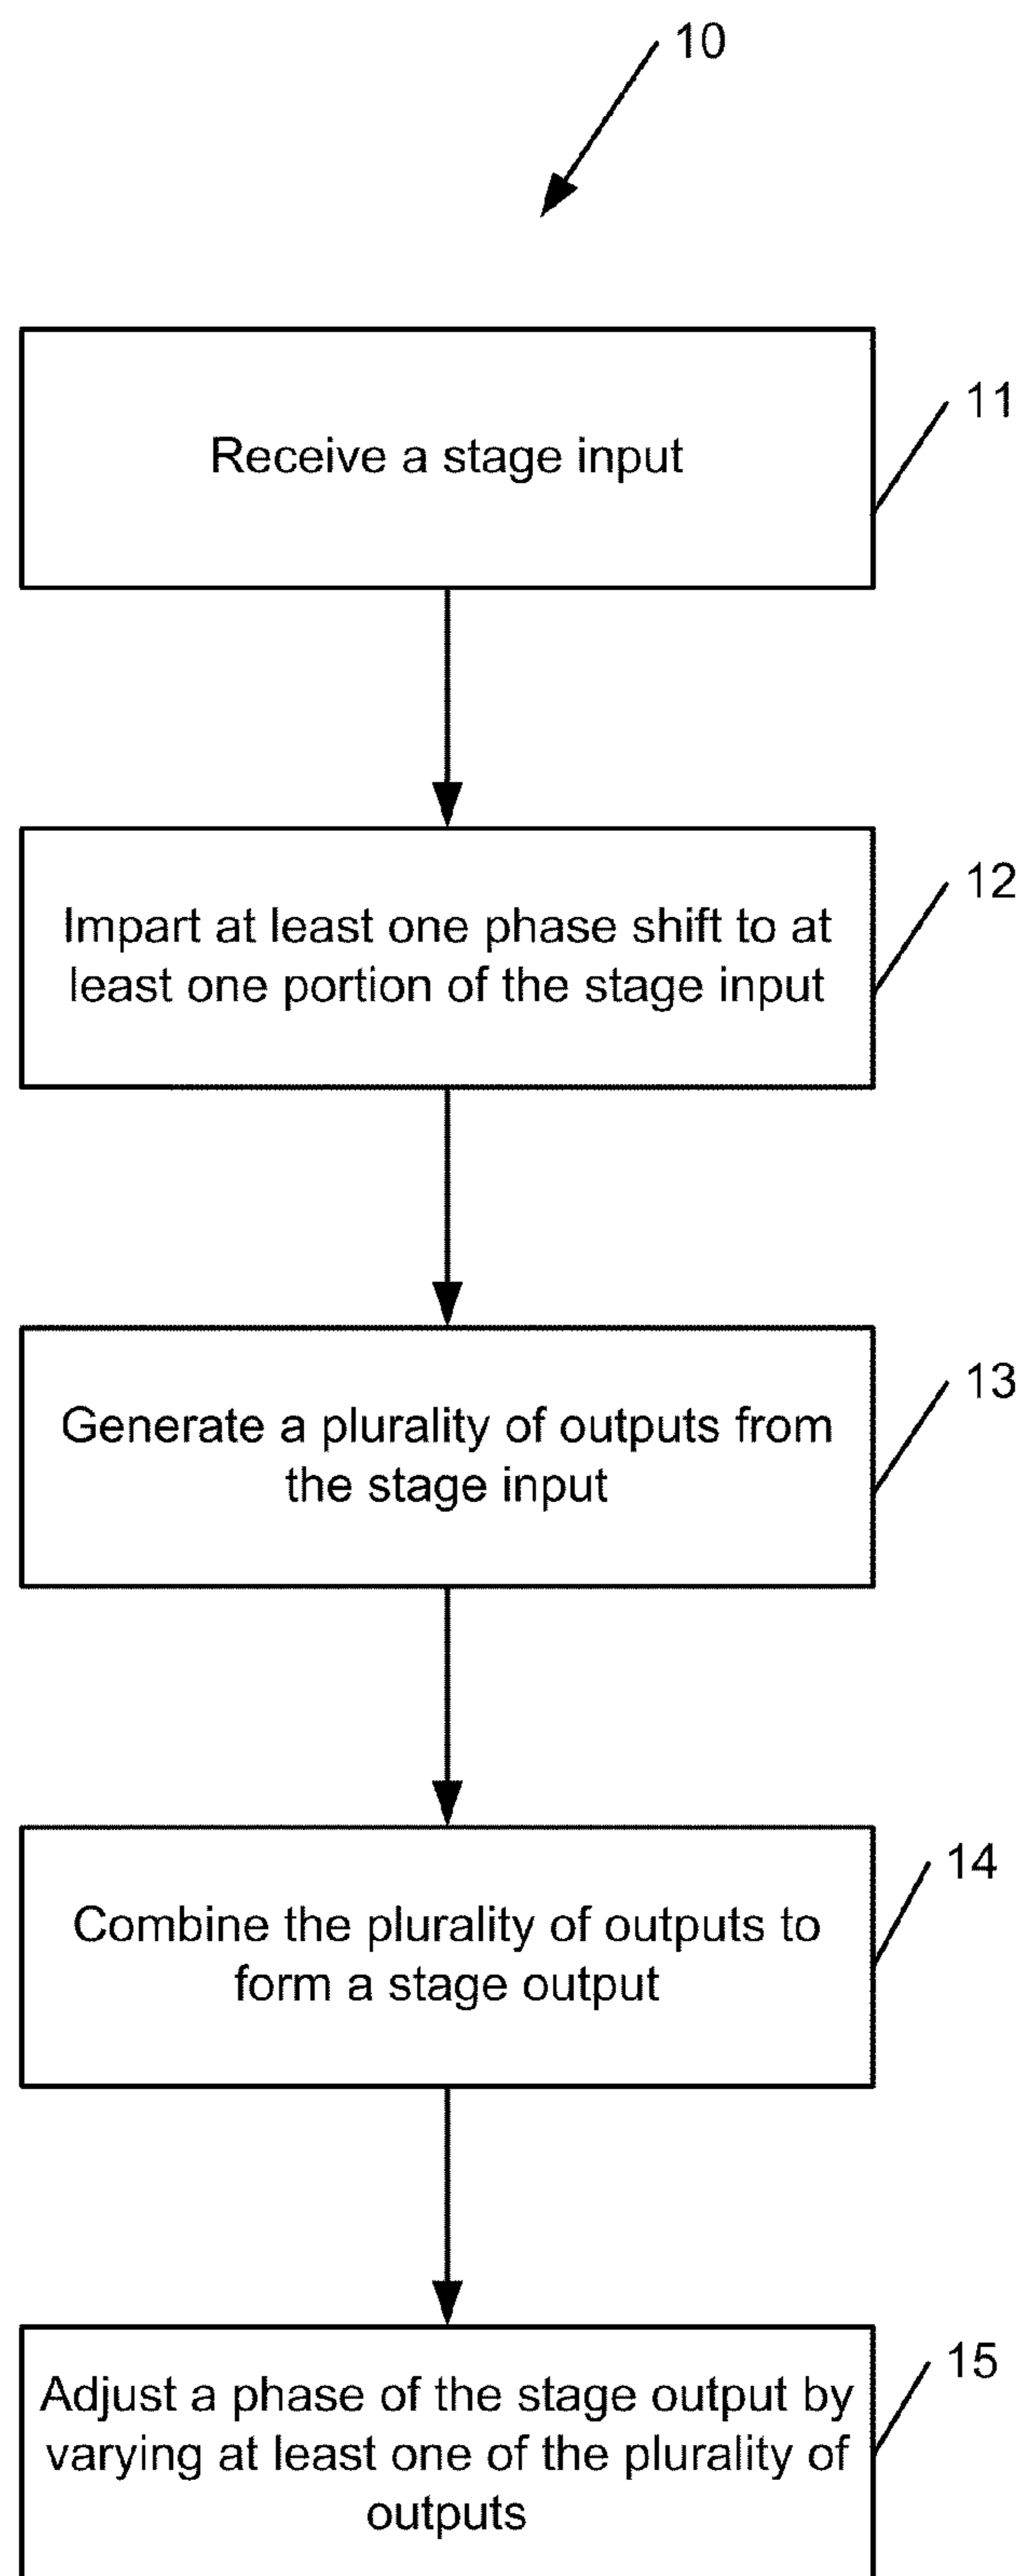 10
Receive a stage input
11
Impart at least one phase shift to at
least one portion of the stage input
12
Generate a plurality of outputs from
the stage input
13
Combine the plurality of outputs to
form a stage output
14
Adjust a phase of the stage output by
varying at least one of the plurality of
outputs
15